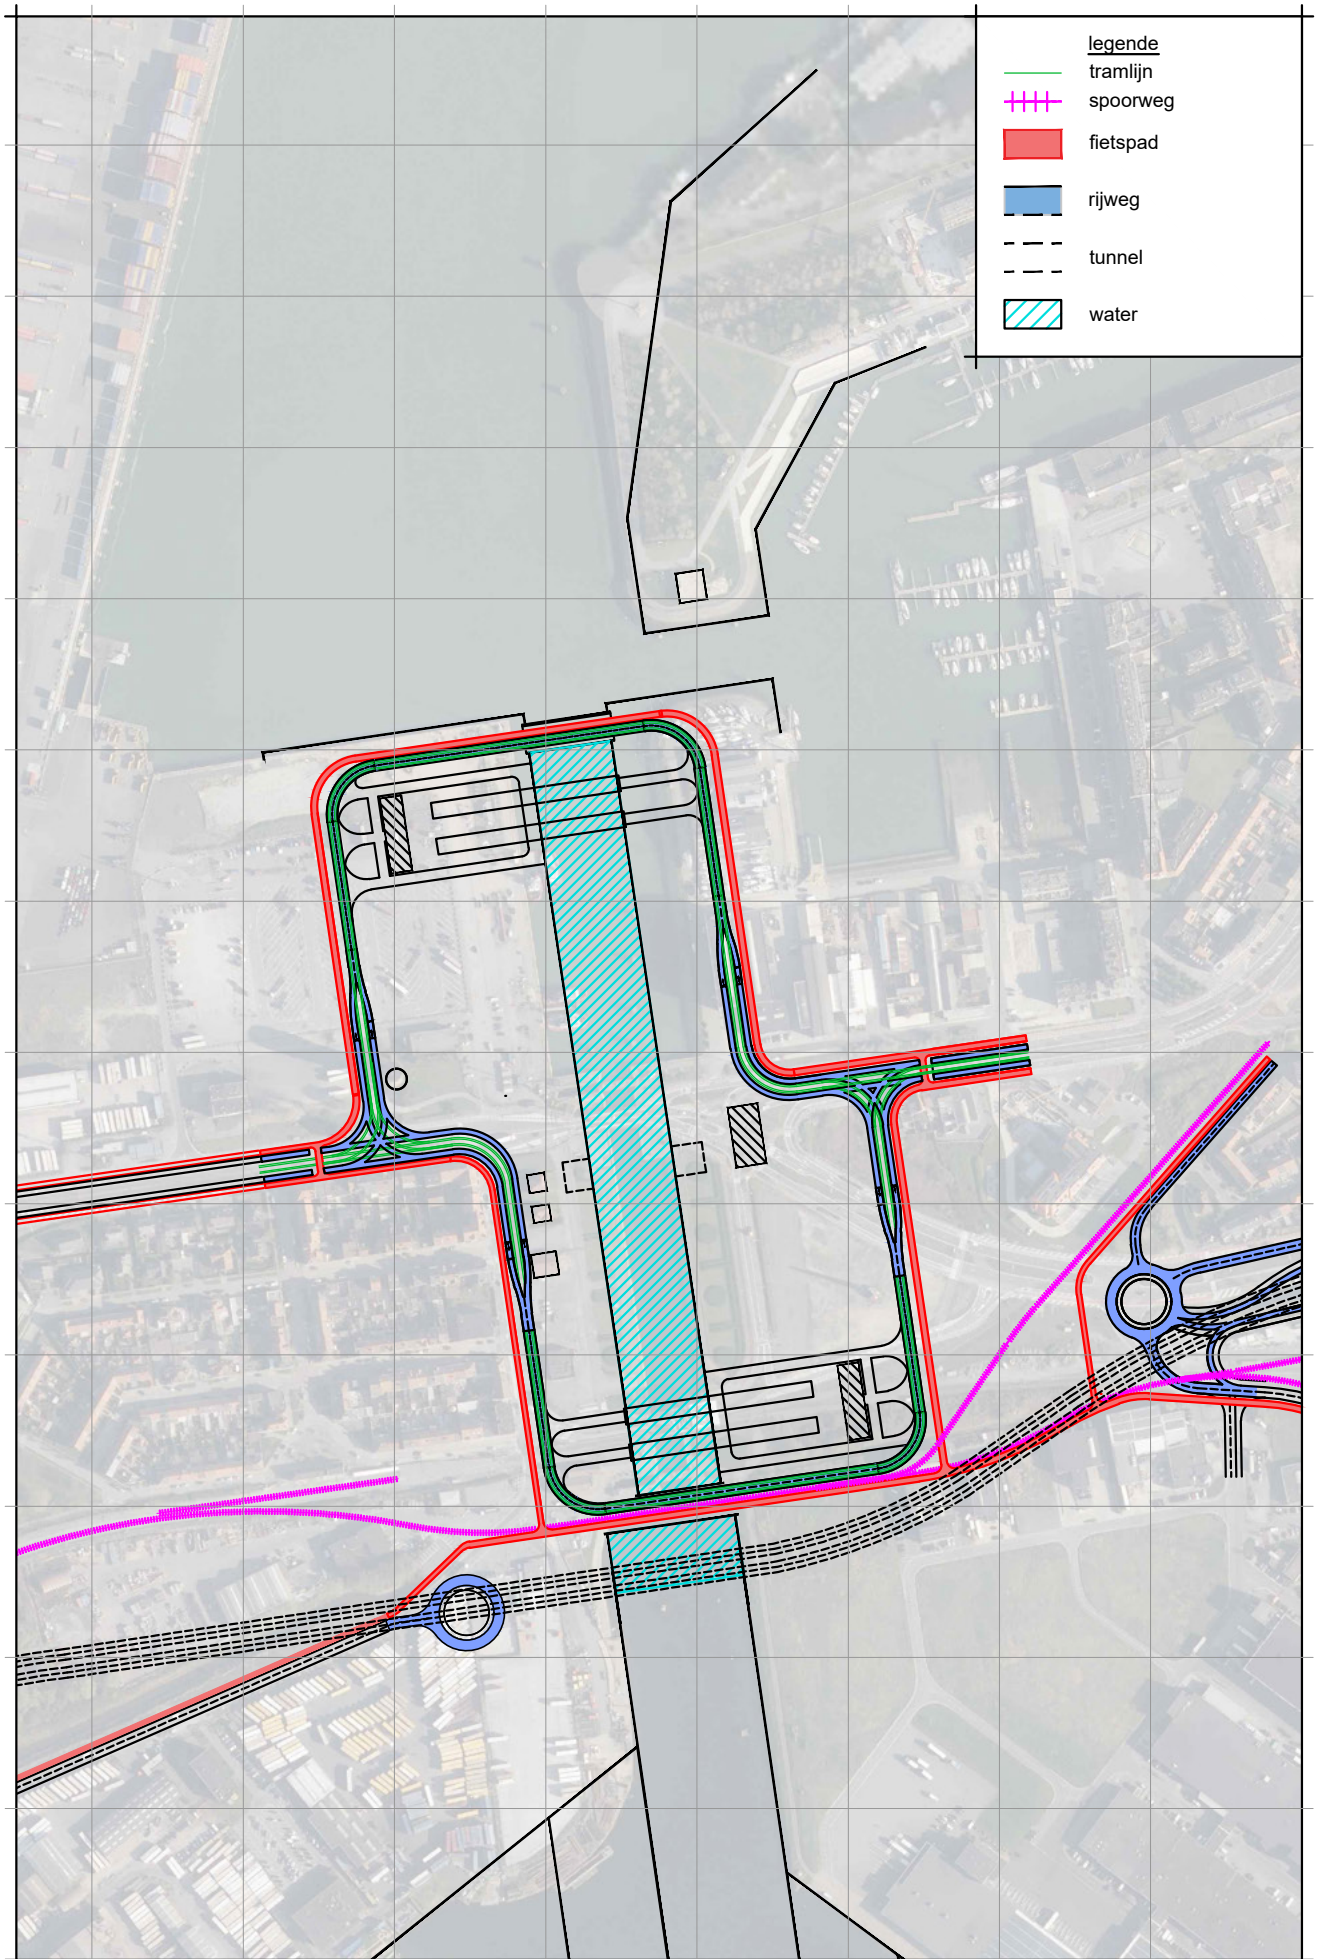 legende
tramlijn
spoorweg
fietspad
rijweg
tunnel
water